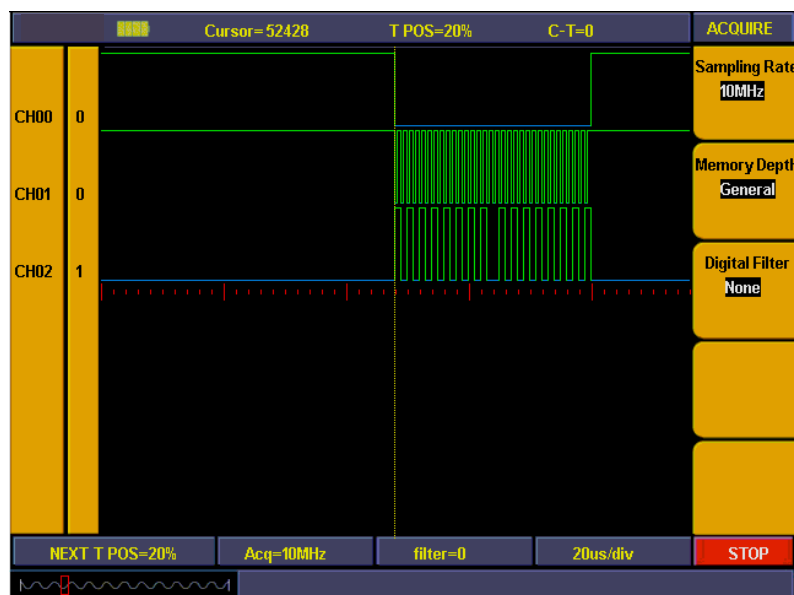 Cursor=52428 T POS=20% C-T=0 ACQUIRE
Sampling Rate
10MHz
CH00 0
Memory Depth
General
CH01 0
Digital Filter
None
CH02 1
NEXT T POS=20% Acq=10MHz filter=0 20us/div STOP